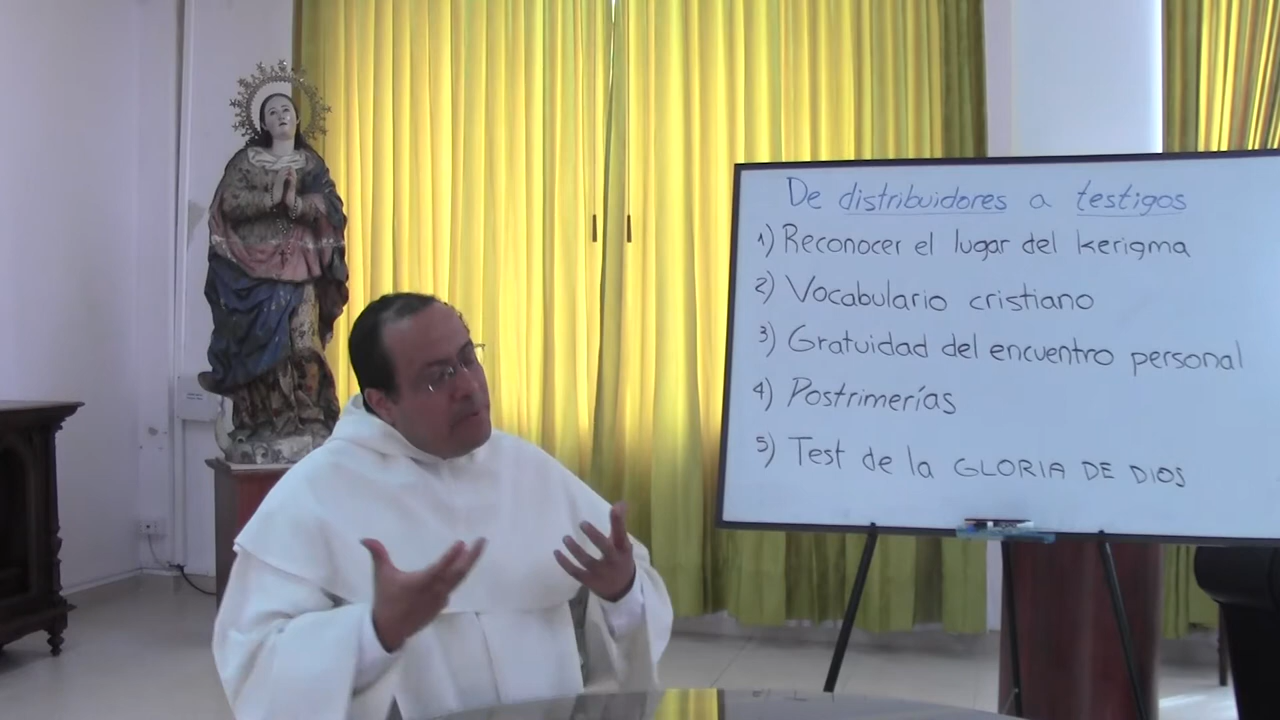 De distribuidores a testigos
1) Reconocer el lugar del kerigma
2) Vocabulario cristiano
3) Gratuidad del encuentro personal
4) Postrimerías
5) Test de la GLORIA DE DIOS